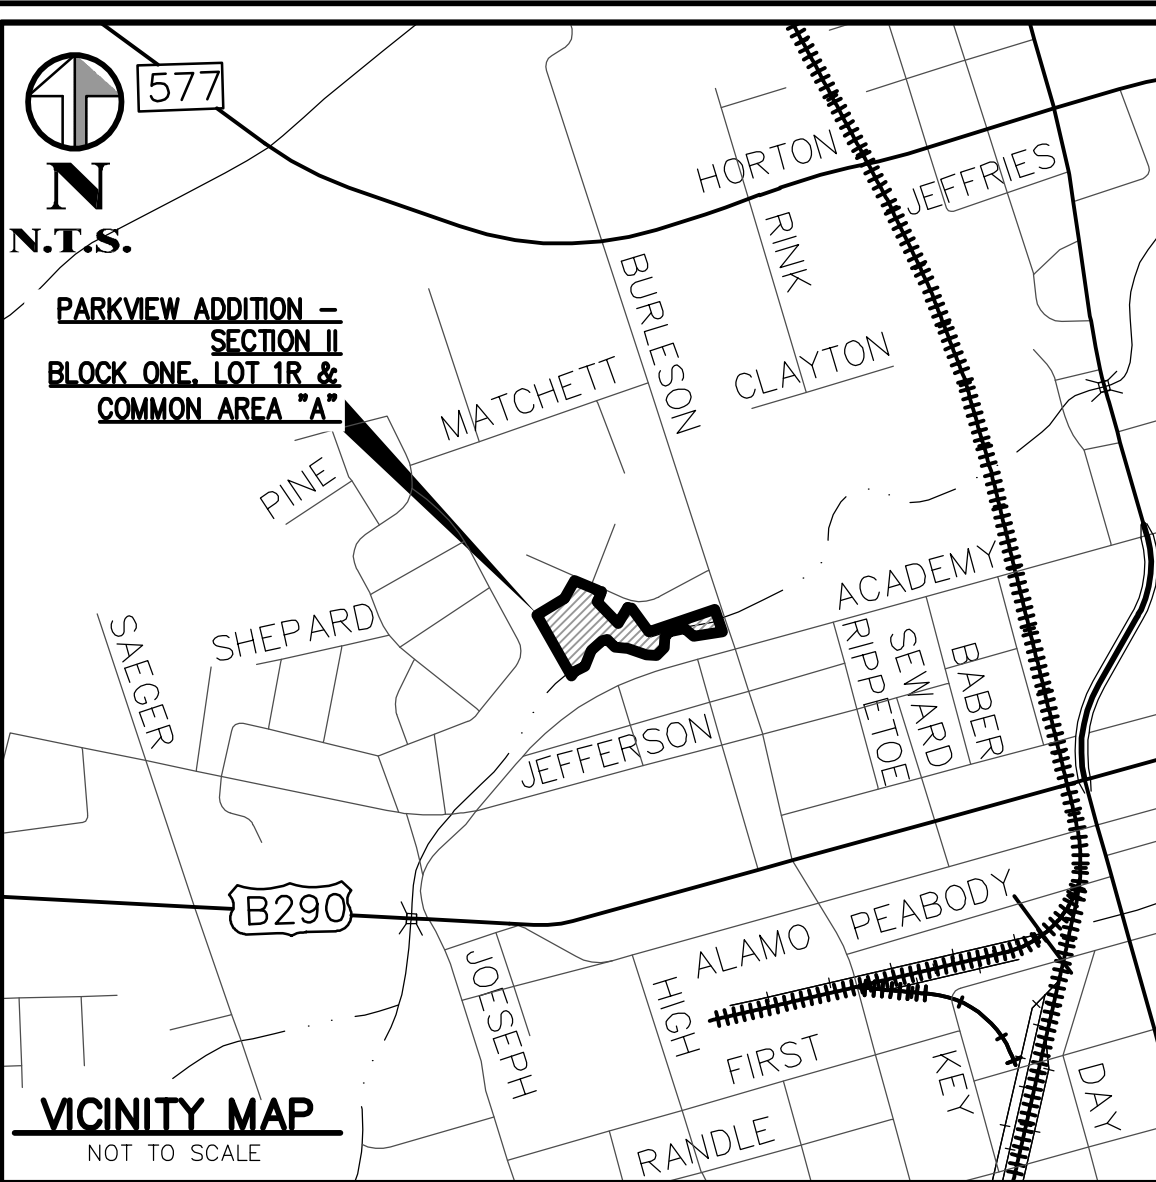 577
N
N.T.S.
HORTON
JEFFRIES
RINK
BURLESON
PARKVIEW ADDITION -
SECTION II
BLOCK ONE, LOT 1R &
COMMON AREA "A"
CLAYTON
MATCHETT
PINE
ACADEMY
SHEPARD
SAEGER
RIPPETOE
SEWARD
BABER
JEFFERSON
B290
PEABODY
ALAMO
JOSEPH
HIGH
FIRST
KEY
DAY
RANDLE
VICINITY MAP
NOT TO SCALE